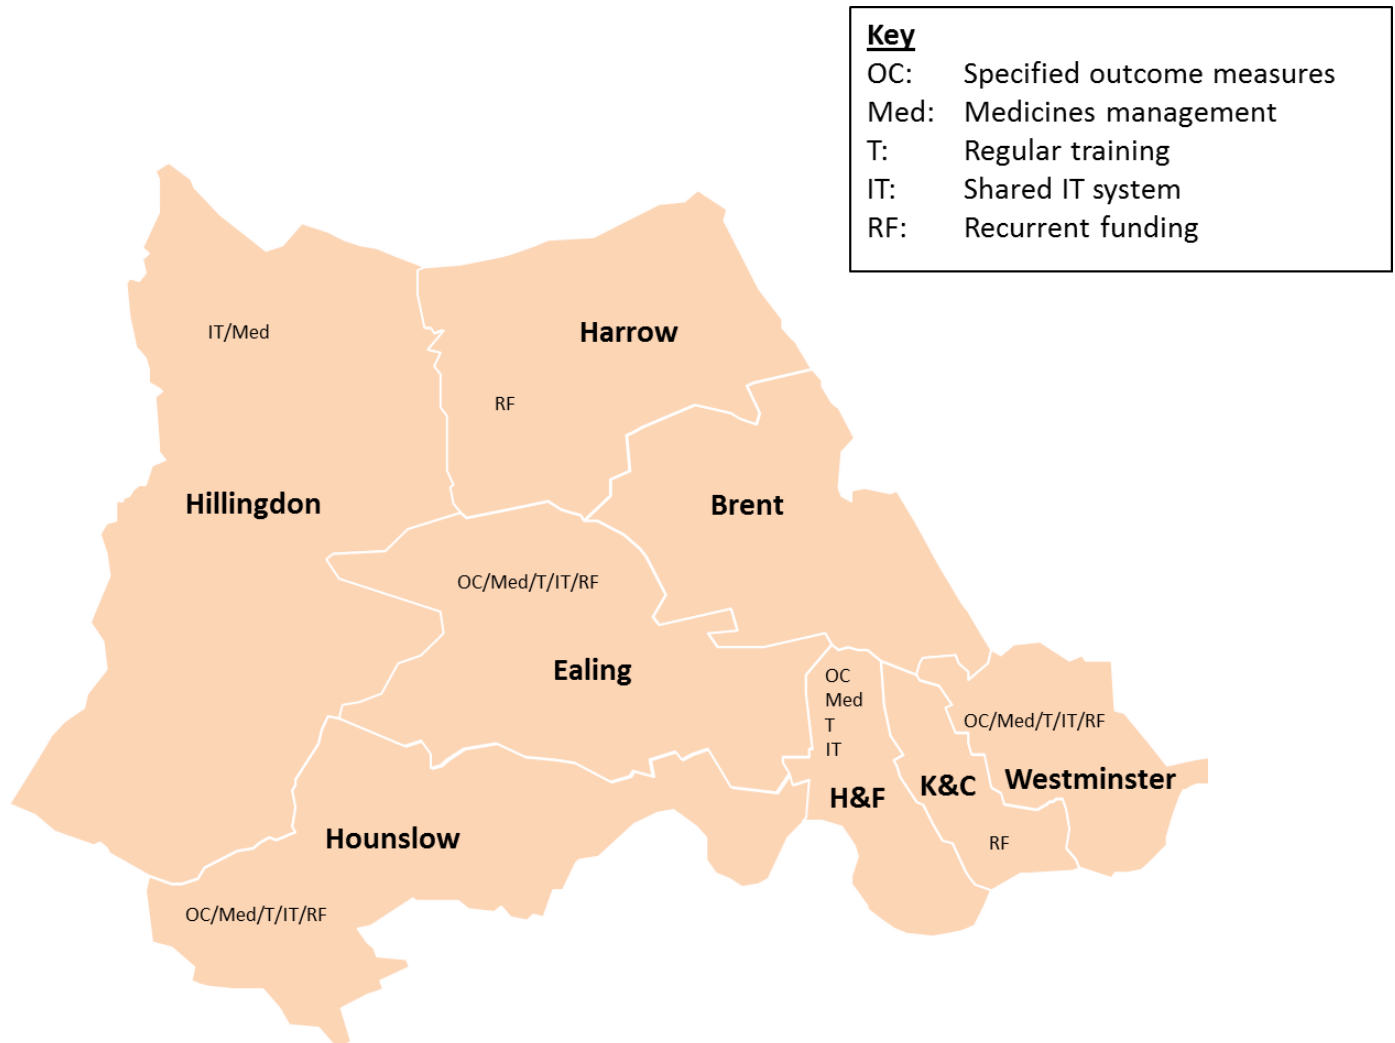 Key
OC: Specified outcome measures
Med: Medicines management
T: Regular training
IT: Shared IT system
RF: Recurrent funding
IT/Med
Harrow
RF
Hillingdon
Brent
OC/Med/T/IT/RF
Ealing
OC
Med
T
IT
H&F
K&C
RF
OC/Med/T/IT/RF
Westminster
Hounslow
OC/Med/T/IT/RF